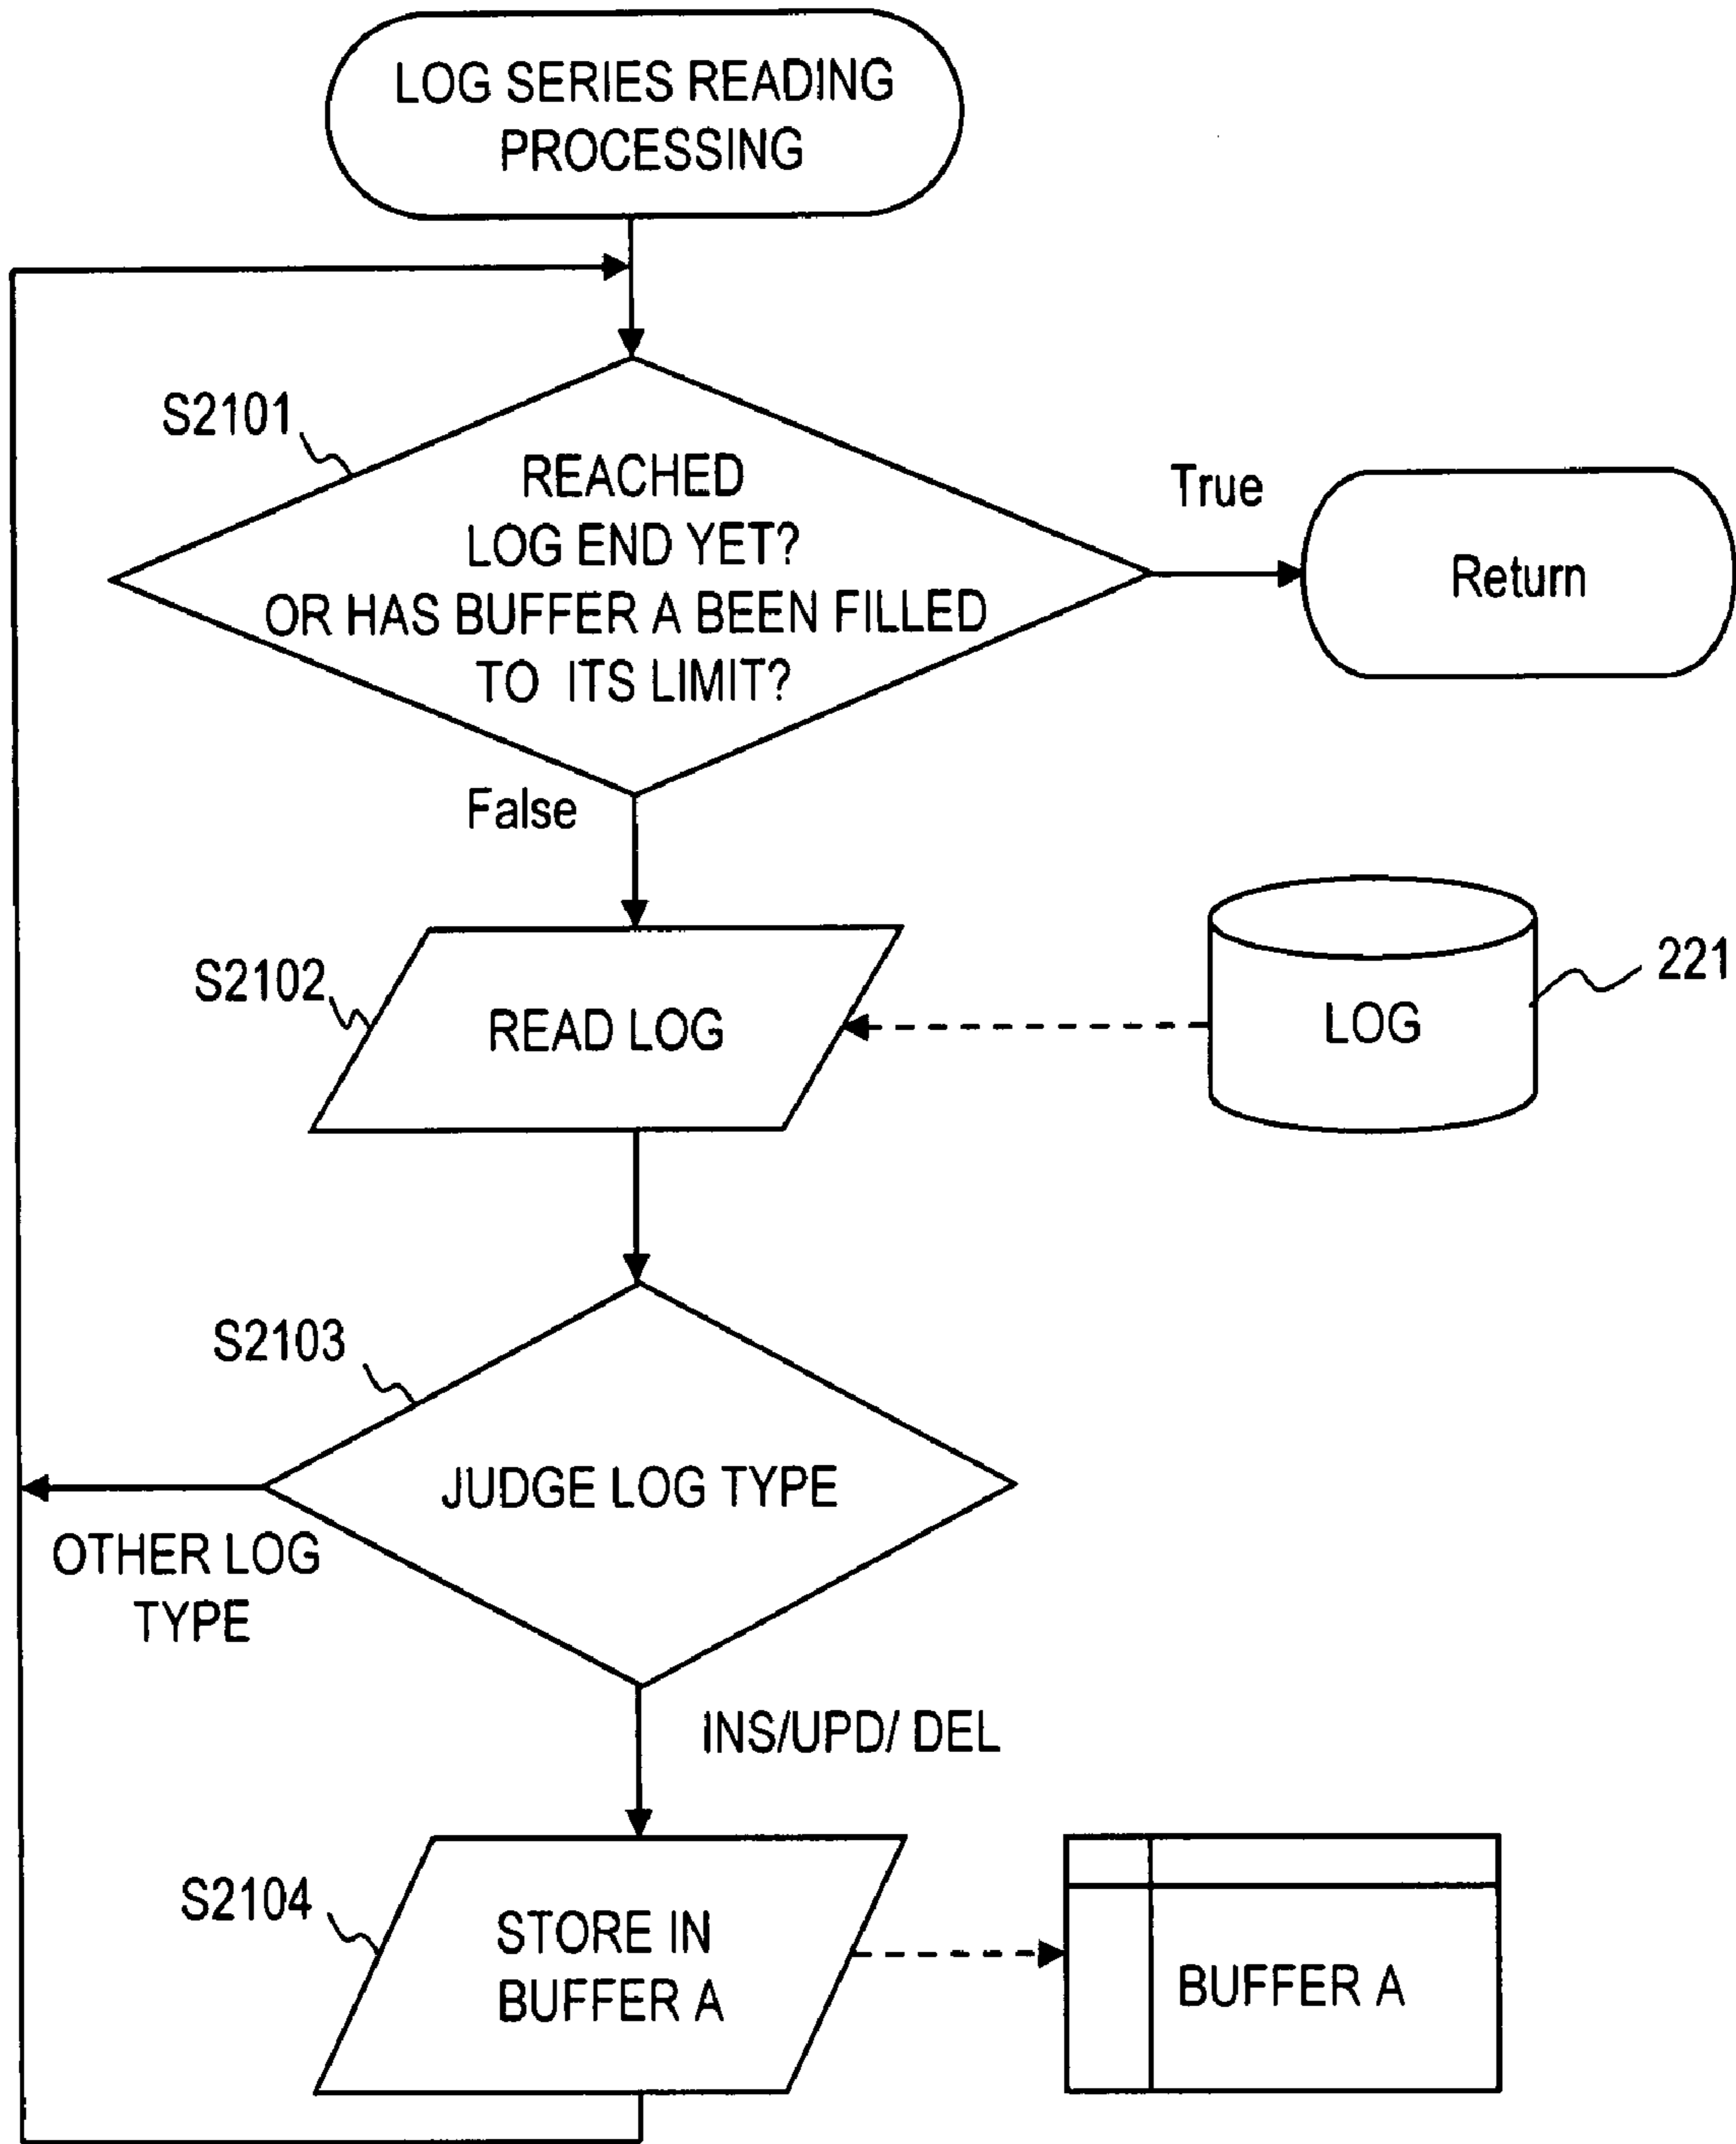 LOG SERIES READING
PROCESSING
S2101
REACHED
LOG END YET?
OR HAS BUFFER A BEEN FILLED
TO ITS LIMIT?
True
Return
False
S2102
READ LOG
LOG
221
S2103
JUDGE LOG TYPE
OTHER LOG
TYPE
INS/UPD/ DEL
S2104
STORE IN
BUFFER A
BUFFER A